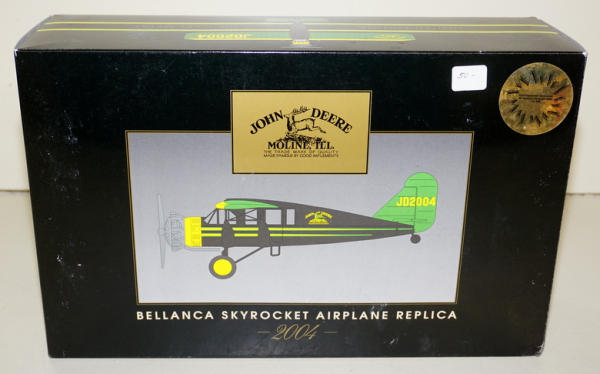 JD2004
50-
JOHN DEERE
MOLINE, ILL.
THE TRADE MARK OF QUALITY
MADE FAMOUS BY GOOD IMPLEMENTS
JD2004
BELLANCA SKYROCKET AIRPLANE REPLICA
-2004-